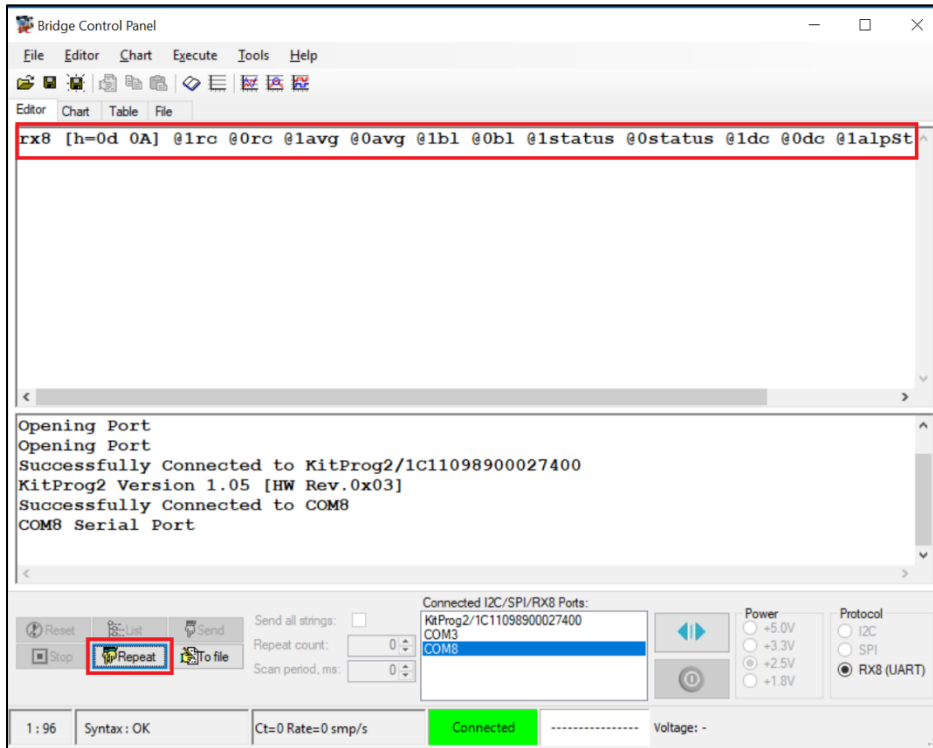 Bridge Control Panel
File Editor Chart Execute Tools Help
Editor Chart Table File
rx8 [h=0d 0A] @1rc @0rc @1avg @0avg @1bl @0bl @1status @0status @1dc @0dc @1alpSt
Opening Port
Opening Port
Successfully Connected to KitProg2/1C11098900027400
KitProg2 Version 1.05 [HW Rev.0x03]
Successfully Connected to COM8
COM8 Serial Port
Connected I2C/SPI/RX8 Ports:
Reset List Send
Stop Repeat To file
Send all strings:
Repeat count: 0
Scan period, ms: 0
KitProg2/1C11098900027400
COM3
COM8
Power
+5.0V
+3.3V
+2.5V
+1.8V
Protocol
I2C
SPI
RX8 (UART)
1 : 96 Syntax : OK Ct=0 Rate=0 smp/s Connected ---------------- Voltage: -